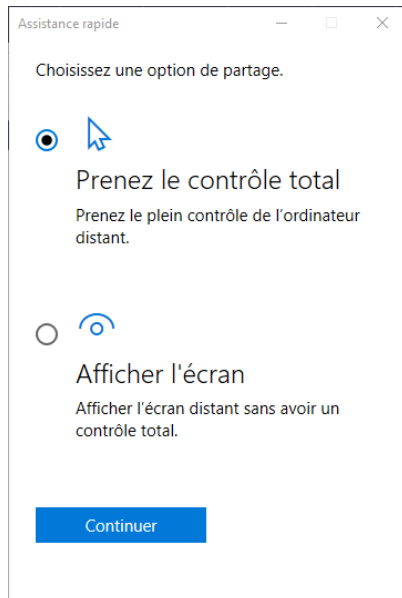 Assistance rapide
Choisissez une option de partage.
Prenez le contrôle total
Prenez le plein contrôle de l’ordinateur
distant.
Afficher l'écran
Afficher l’écran distant sans avoir un
contrôle total.
Continuer